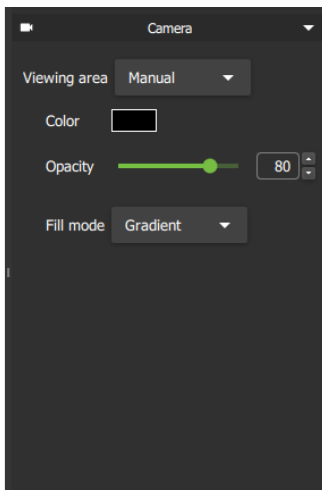 Camera
Viewing area Manual
Color
Opacity 80
Fill mode Gradient